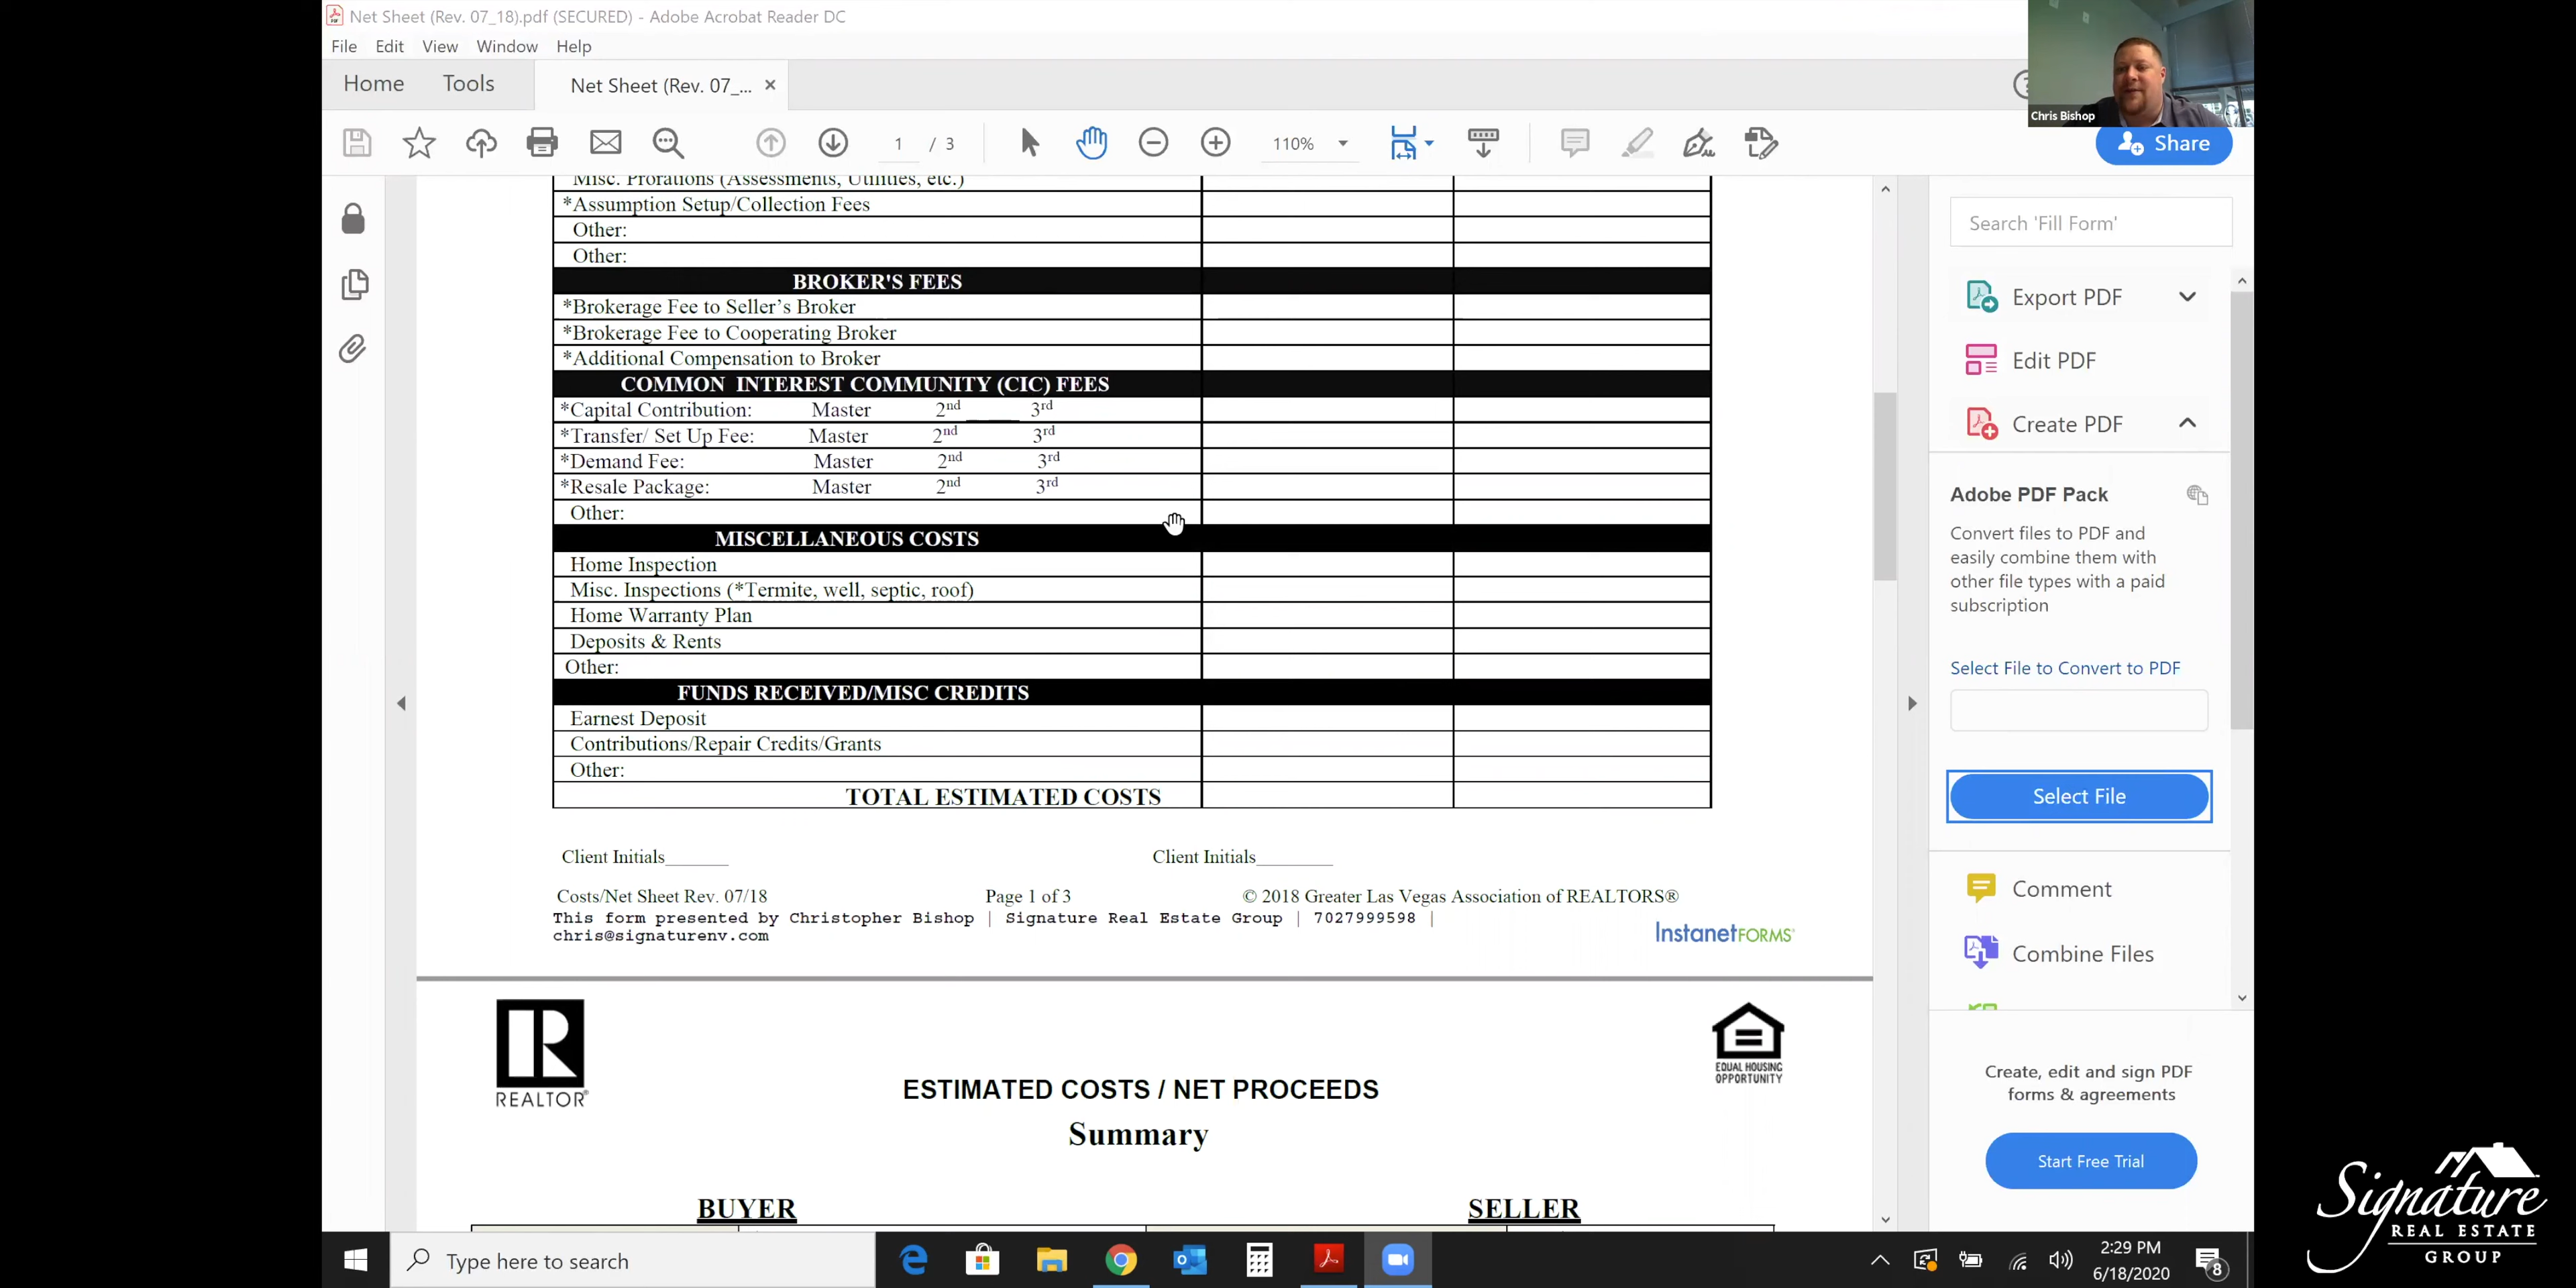 Net Sheet (Rev. 07_18).pdf (SECURED) - Adobe Acrobat Reader DC
File Edit View Window Help
Home Tools Net Sheet (Rev. 07_... ×
Chris Bishop
1 / 3 110% Share
Misc. Prorations (Assessments, Utilities, etc.)
*Assumption Setup/Collection Fees
Other:
Other:
BROKER'S FEES
*Brokerage Fee to Seller's Broker
*Brokerage Fee to Cooperating Broker
*Additional Compensation to Broker
COMMON INTEREST COMMUNITY (CIC) FEES
*Capital Contribution: Master 2nd ____ 3rd
*Transfer/ Set Up Fee: Master 2nd 3rd
*Demand Fee: Master 2nd 3rd
*Resale Package: Master 2nd 3rd
Other:
MISCELLANEOUS COSTS
Home Inspection
Misc. Inspections (*Termite, well, septic, roof)
Home Warranty Plan
Deposits & Rents
Other:
FUNDS RECEIVED/MISC CREDITS
Earnest Deposit
Contributions/Repair Credits/Grants
Other:
TOTAL ESTIMATED COSTS
Client Initials_______ Client Initials________
Costs/Net Sheet Rev. 07/18 Page 1 of 3 © 2018 Greater Las Vegas Association of REALTORS®
This form presented by Christopher Bishop | Signature Real Estate Group | 7027999598 |
chris@signaturenv.com
InstanetFORMS
REALTOR®
EQUAL HOUSING
OPPORTUNITY
ESTIMATED COSTS / NET PROCEEDS
Summary
BUYER SELLER
Search 'Fill Form'
Export PDF
Edit PDF
Create PDF
Adobe PDF Pack
Convert files to PDF and
easily combine them with
other file types with a paid
subscription
Select File to Convert to PDF
Select File
Comment
Combine Files
Create, edit and sign PDF
forms & agreements
Start Free Trial
Type here to search
2:29 PM
6/18/2020
8
Signature
REAL ESTATE
GROUP